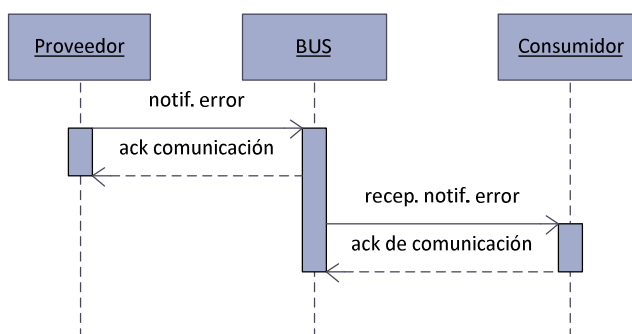 Proveedor
BUS
Consumidor
notif. error
ack comunicación
recep. notif. error
ack de comunicación